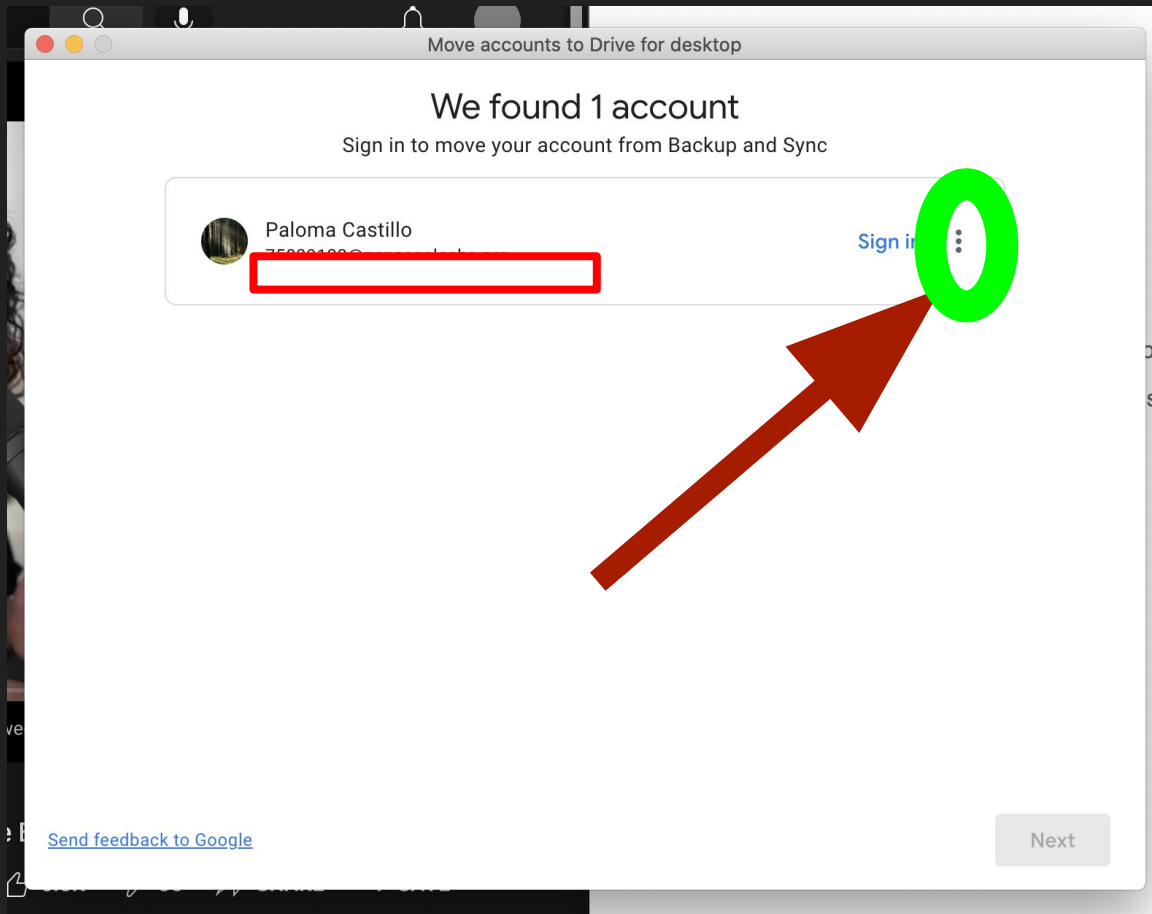 Move accounts to Drive for desktop
We found 1 account
Sign in to move your account from Backup and Sync
Paloma Castillo
Sign in
Send feedback to Google
Next